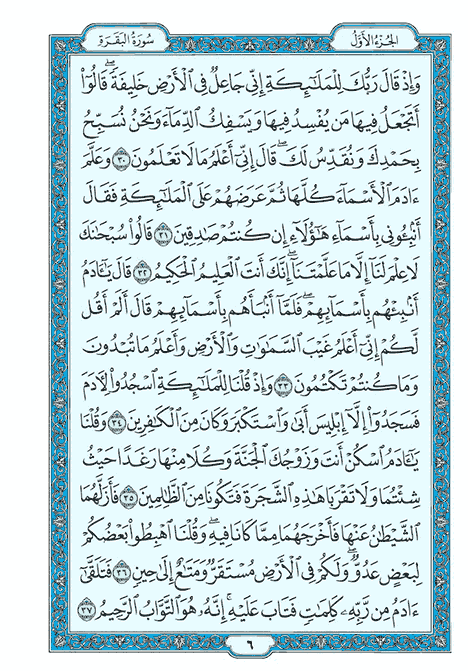 الجُزْءُ الأَوَّلُ
سُورَةُ البَقَرَةِ
وَإِذْ قَالَ رَبُّكَ لِلْمَلَٰٓئِكَةِ إِنِّي جَاعِلٌ فِي ٱلْأَرْضِ خَلِيفَةًۖ قَالُوٓا۟
أَتَجْعَلُ فِيهَا مَن يُفْسِدُ فِيهَا وَيَسْفِكُ ٱلدِّمَآءَ وَنَحْنُ نُسَبِّحُ
بِحَمْدِكَ وَنُقَدِّسُ لَكَۖ قَالَ إِنِّيٓ أَعْلَمُ مَا لَا تَعْلَمُونَ ٣٠ وَعَلَّمَ
ءَادَمَ ٱلْأَسْمَآءَ كُلَّهَا ثُمَّ عَرَضَهُمْ عَلَى ٱلْمَلَٰٓئِكَةِ فَقَالَ
أَنۢبِـُٔونِي بِأَسْمَآءِ هَٰٓؤُلَآءِ إِن كُنتُمْ صَٰدِقِينَ ٣١ قَالُوا۟ سُبْحَٰنَكَ
لَا عِلْمَ لَنَآ إِلَّا مَا عَلَّمْتَنَآۖ إِنَّكَ أَنتَ ٱلْعَلِيمُ ٱلْحَكِيمُ ٣٢ قَالَ يَٰٓـَٔادَمُ
أَنۢبِئْهُم بِأَسْمَآئِهِمْۖ فَلَمَّآ أَنۢبَأَهُم بِأَسْمَآئِهِمْ قَالَ أَلَمْ أَقُل
لَّكُمْ إِنِّيٓ أَعْلَمُ غَيْبَ ٱلسَّمَٰوَٰتِ وَٱلْأَرْضِ وَأَعْلَمُ مَا تُبْدُونَ
وَمَا كُنتُمْ تَكْتُمُونَ ٣٣ وَإِذْ قُلْنَا لِلْمَلَٰٓئِكَةِ ٱسْجُدُوا۟ لِـَٔادَمَ
فَسَجَدُوٓا۟ إِلَّآ إِبْلِيسَ أَبَىٰ وَٱسْتَكْبَرَ وَكَانَ مِنَ ٱلْكَٰفِرِينَ ٣٤ وَقُلْنَا
يَٰٓـَٔادَمُ ٱسْكُنْ أَنتَ وَزَوْجُكَ ٱلْجَنَّةَ وَكُلَا مِنْهَا رَغَدًا حَيْثُ
شِئْتُمَا وَلَا تَقْرَبَا هَٰذِهِ ٱلشَّجَرَةَ فَتَكُونَا مِنَ ٱلظَّٰلِمِينَ ٣٥ فَأَزَلَّهُمَا
ٱلشَّيْطَٰنُ عَنْهَا فَأَخْرَجَهُمَا مِمَّا كَانَا فِيهِۖ وَقُلْنَا ٱهْبِطُوا۟ بَعْضُكُمْ
لِبَعْضٍ عَدُوٌّۖ وَلَكُمْ فِي ٱلْأَرْضِ مُسْتَقَرٌّ وَمَتَٰعٌ إِلَىٰ حِينٍ ٣٦ فَتَلَقَّىٰٓ
ءَادَمُ مِن رَّبِّهِۦ كَلِمَٰتٍ فَتَابَ عَلَيْهِۚ إِنَّهُۥ هُوَ ٱلتَّوَّابُ ٱلرَّحِيمُ ٣٧
٦